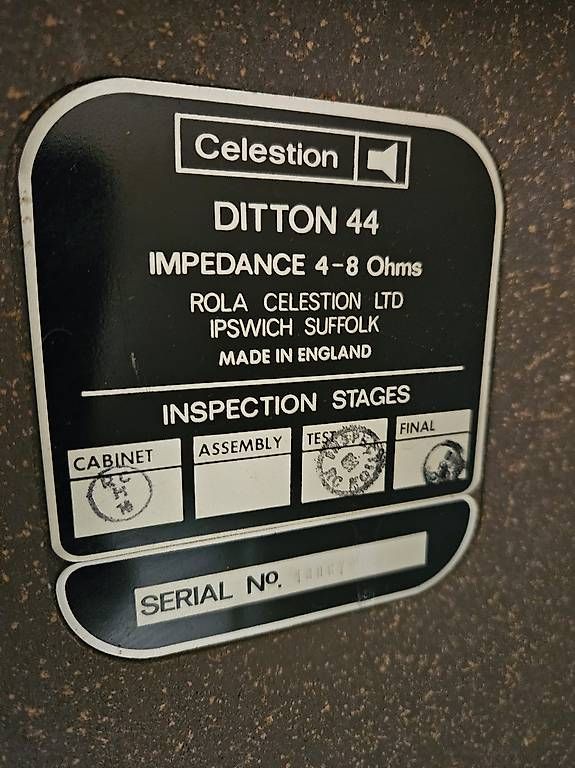 Celestion
DITTON 44
IMPEDANCE 4-8 Ohms
ROLA CELESTION LTD
IPSWICH SUFFOLK
MADE IN ENGLAND
INSPECTION STAGES
CABINET ASSEMBLY TEST FINAL
SERIAL No.